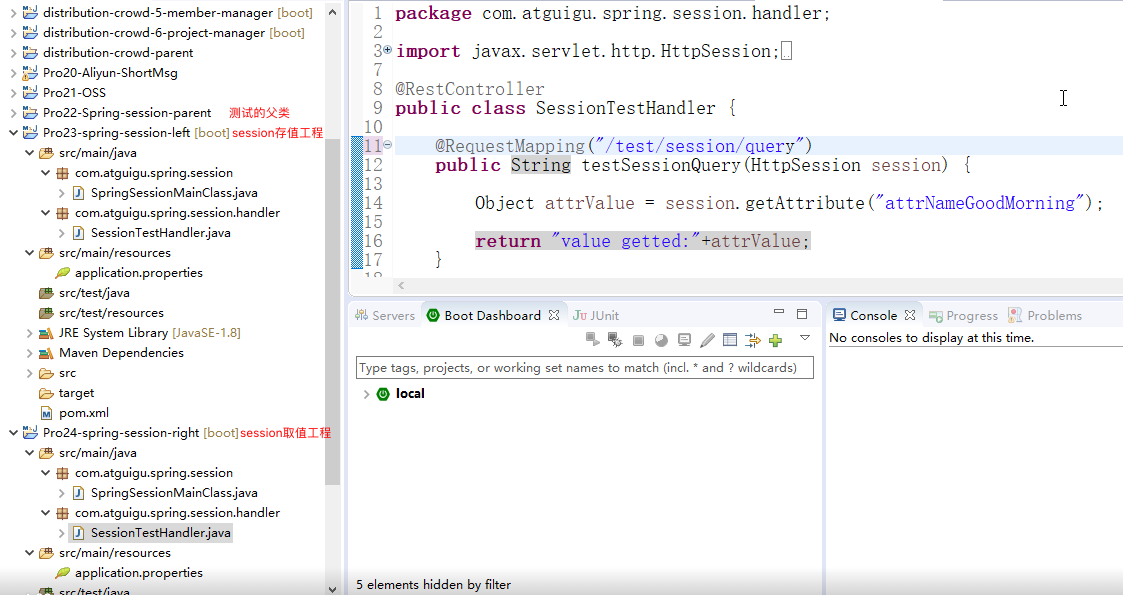 distribution-crowd-5-member-manager [boot]
distribution-crowd-6-project-manager [boot]
distribution-crowd-parent
Pro20-Aliyun-ShortMsg
Pro21-OSS
Pro22-Spring-session-parent 测试的父类
Pro23-spring-session-left [boot]session存值工程
src/main/java
com.atguigu.spring.session
SpringSessionMainClass.java
com.atguigu.spring.session.handler
SessionTestHandler.java
src/main/resources
application.properties
src/test/java
src/test/resources
JRE System Library [JavaSE-1.8]
Maven Dependencies
src
target
pom.xml
Pro24-spring-session-right [boot]session取值工程
src/main/java
com.atguigu.spring.session
SpringSessionMainClass.java
com.atguigu.spring.session.handler
SessionTestHandler.java
src/main/resources
application.properties
src/test/java
1 package com.atguigu.spring.session.handler;
2
3 import javax.servlet.http.HttpSession;
7
8 @RestController
9 public class SessionTestHandler {
10
11 @RequestMapping("/test/session/query")
12 public String testSessionQuery(HttpSession session) {
13
14 Object attrValue = session.getAttribute("attrNameGoodMorning");
15
16 return "value getted:"+attrValue;
17 }
18
Servers Boot Dashboard JUnit
Type tags, projects, or working set names to match (incl. * and ? wildcards)
local
5 elements hidden by filter
Console Progress Problems
No consoles to display at this time.